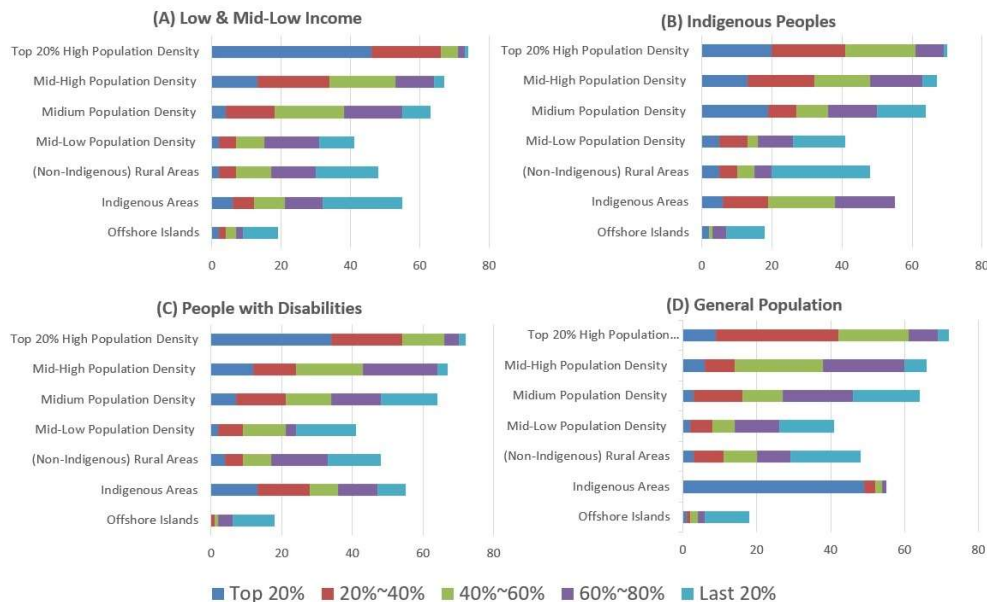 (A) Low & Mid-Low Income
Top 20% High Population Density
Mid-High Population Density
Midium Population Density
Mid-Low Population Density
(Non-Indigenous) Rural Areas
Indigenous Areas
Offshore Islands
0 20 40 60 80
(B) Indigenous Peoples
Top 20% High Population Density
Mid-High Population Density
Midium Population Density
Mid-Low Population Density
(Non-Indigenous) Rural Areas
Indigenous Areas
Offshore Islands
0 20 40 60 80
(C) People with Disabilities
Top 20% High Population Density
Mid-High Population Density
Midium Population Density
Mid-Low Population Density
(Non-Indigenous) Rural Areas
Indigenous Areas
Offshore Islands
0 20 40 60 80
(D) General Population
Top 20% High Population...
Mid-High Population Density
Midium Population Density
Mid-Low Population Density
(Non-Indigenous) Rural Areas
Indigenous Areas
Offshore Islands
0 20 40 60 80
Top 20% 20%~40% 40%~60% 60%~80% Last 20%